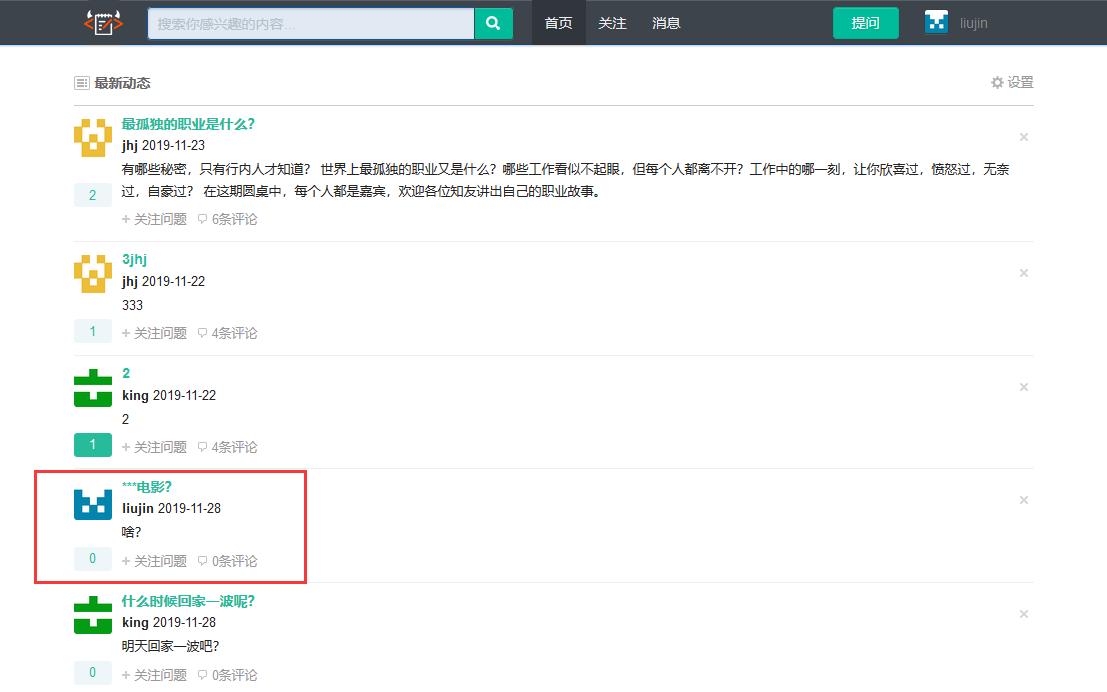 搜索你感兴趣的内容...
首页 关注 消息 提问 liujin
最新动态 设置
最孤独的职业是什么?
jhj 2019-11-23
有哪些秘密，只有行内人才知道？ 世界上最孤独的职业又是什么？哪些工作看似不起眼，但每个人都离不开？工作中的哪一刻，让你欣喜过，愤怒过，无奈
过，自豪过？ 在这期圆桌中，每个人都是嘉宾，欢迎各位知友讲出自己的职业故事。
2
+ 关注问题 6条评论
3jhj
jhj 2019-11-22
333
1
+ 关注问题 4条评论
2
king 2019-11-22
2
1
+ 关注问题 4条评论
***电影?
liujin 2019-11-28
啥?
0
+ 关注问题 0条评论
什么时候回家一波呢?
king 2019-11-28
明天回家一波吧?
0
+ 关注问题 0条评论